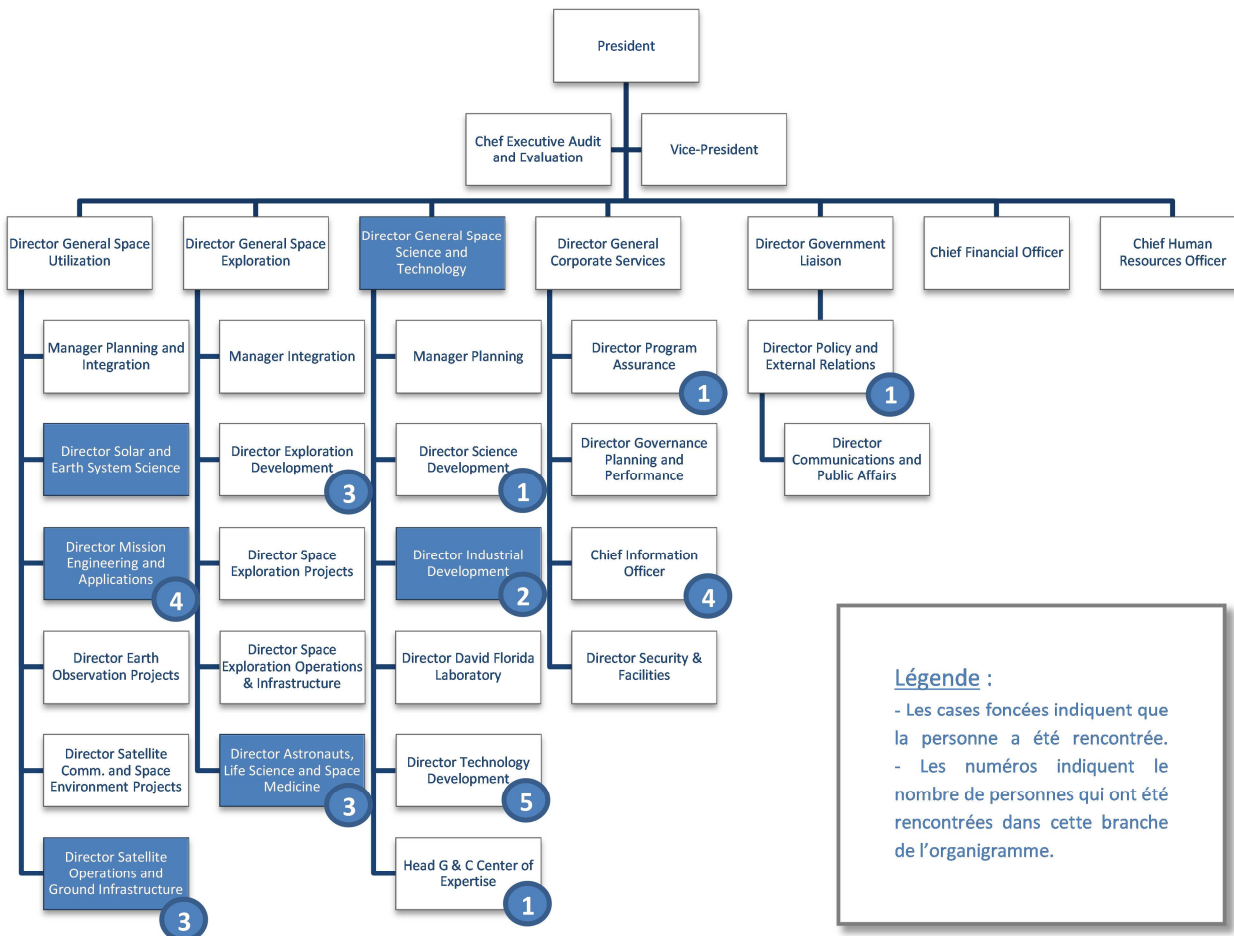 President
Chef Executive Audit
and Evaluation
Vice-President
Director General Space
Utilization
Director General Space
Exploration
Director General Space
Science and
Technology
Director General
Corporate Services
Director Government
Liaison
Chief Financial Officer
Chief Human
Resources Officer
Manager Planning and
Integration
Manager Integration
Manager Planning
Director Program
Assurance
1
Director Policy and
External Relations
1
Director Solar and
Earth System Science
Director Exploration
Development
3
Director Science
Development
1
Director Governance
Planning and
Performance
Director
Communications and
Public Affairs
Director Mission
Engineering and
Applications
4
Director Space
Exploration Projects
Director Industrial
Development
2
Chief Information
Officer
4
Director Earth
Observation Projects
Director Space
Exploration Operations
& Infrastructure
Director David Florida
Laboratory
Director Security &
Facilities
Director Satellite
Comm. and Space
Environment Projects
Director Astronauts,
Life Science and Space
Medicine
3
Director Technology
Development
5
Director Satellite
Operations and
Ground Infrastructure
3
Head G & C Center of
Expertise
1
Légende :
- Les cases foncées indiquent que
la personne a été rencontrée.
- Les numéros indiquent le
nombre de personnes qui ont été
rencontrées dans cette branche
de l'organigramme.